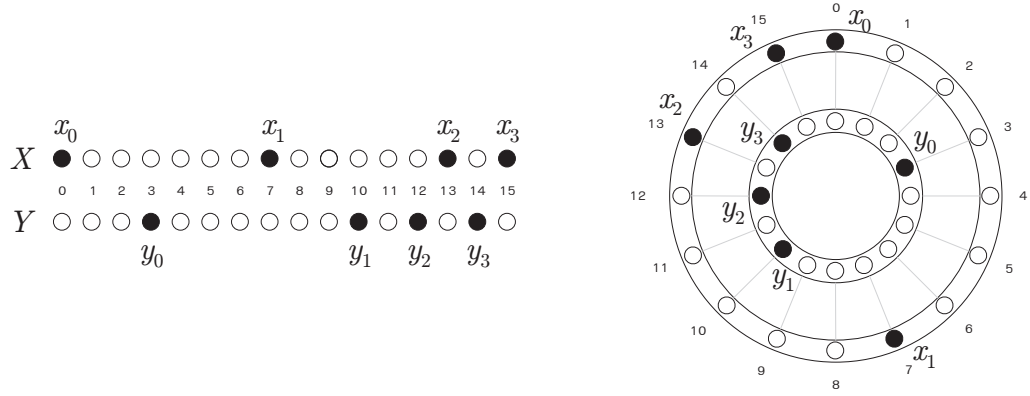 x₀ x₁ x₂ x₃
X
0 1 2 3 4 5 6 7 8 9 10 11 12 13 14 15
Y
y₀ y₁ y₂ y₃
0
x₀
1
2
3
4
5
6
7
x₁
8
9
10
11
12
13
x₂
14
15
x₃
y₀
y₁
y₂
y₃